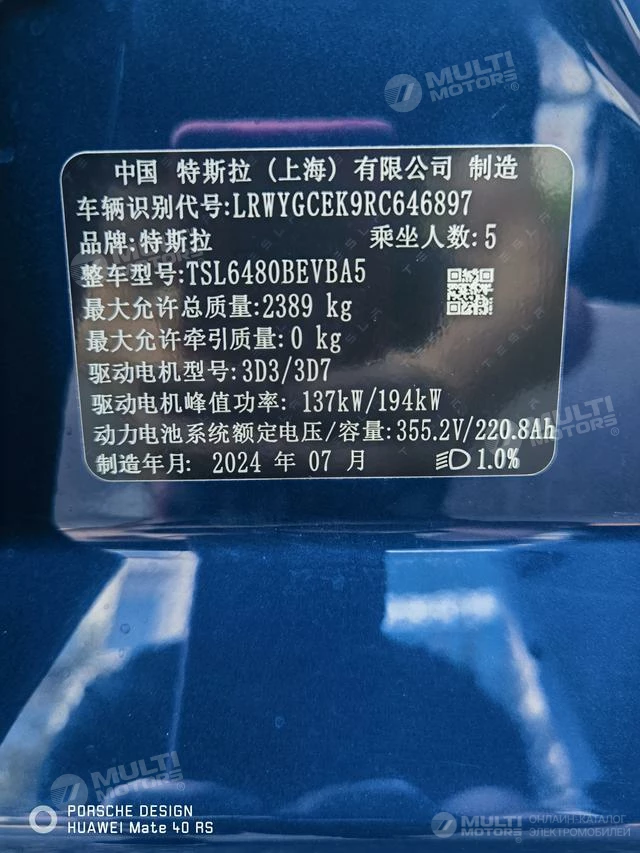 MULTI
MOTORS®
中国 特斯拉 (上海) 有限公司 制造
车辆识别代号:LRWYGCEK9RC646897
品牌:特斯拉 乘坐人数:5
整车型号:TSL6480BEVBA5
最大允许总质量:2389 kg
最大允许牵引质量:0 kg
驱动电机型号:3D3/3D7
驱动电机峰值功率: 137kW/194kW
动力电池系统额定电压/容量:355.2V/220.8Ah
制造年月: 2024 年 07 月 1.0%
MULTI
MOTORS®
MULTI
MOTORS®
PORSCHE DESIGN
HUAWEI Mate 40 RS
MULTI
MOTORS
ОНЛАЙН-КАТАЛОГ
ЭЛЕКТРОМОБИЛЕЙ